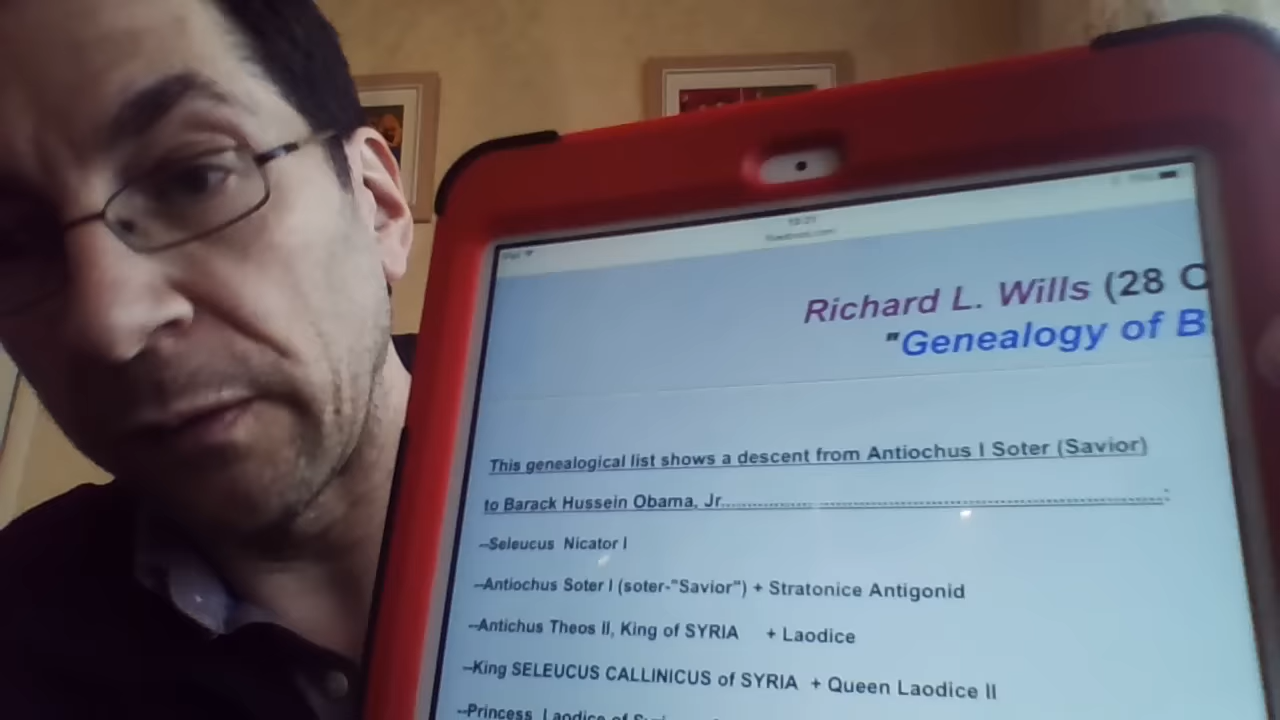 Richard L. Wills (28 O
"Genealogy of B
This genealogical list shows a descent from Antiochus I Soter (Savior)
to Barack Hussein Obama, Jr.
--Seleucus Nicator I
--Antiochus Soter I (soter-"Savior") + Stratonice Antigonid
--Antichus Theos II, King of SYRIA + Laodice
--King SELEUCUS CALLINICUS of SYRIA + Queen Laodice II
--Princess Laodice of